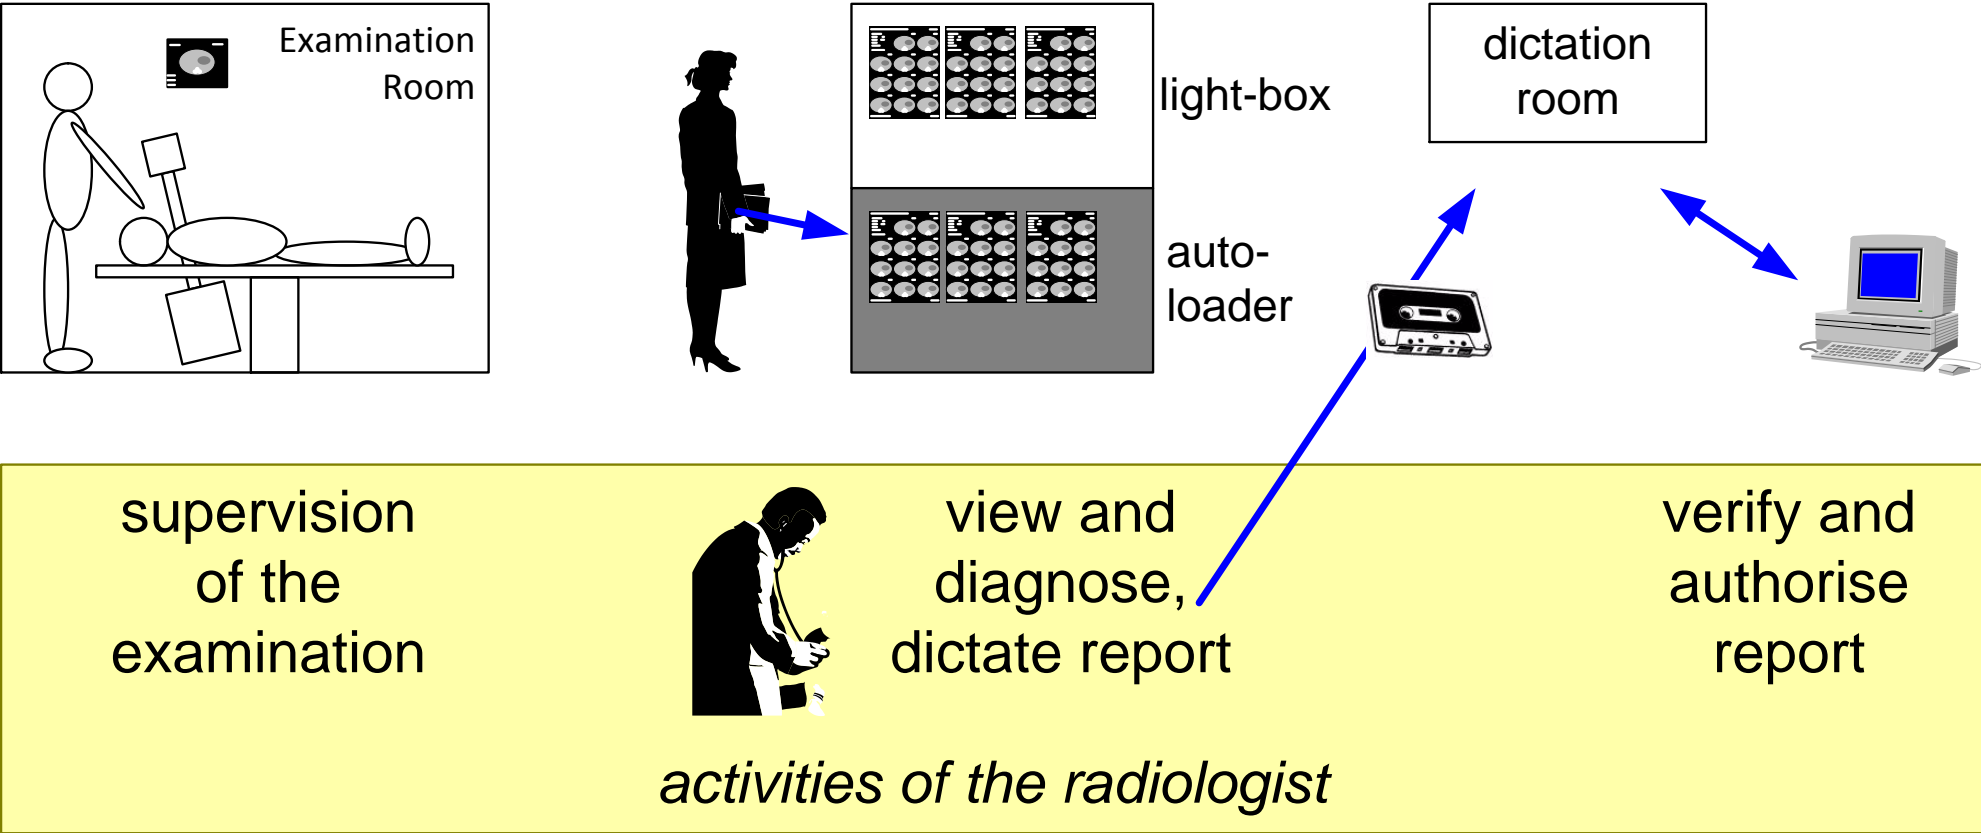 Examination
Room
light-box
auto-
loader
dictation
room
supervision
of the
examination
view and
diagnose,
dictate report
verify and
authorise
report
activities of the radiologist